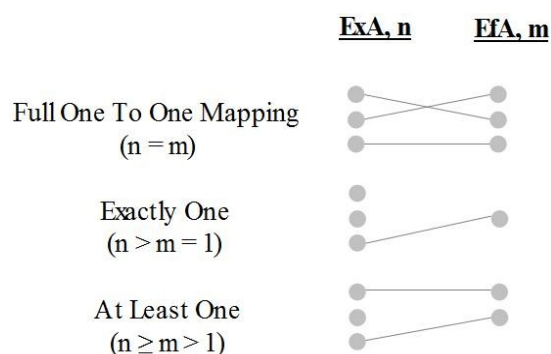 ExA, n EfA, m
Full One To One Mapping
(n = m)
Exactly One
(n > m = 1)
At Least One
(n ≥ m > 1)